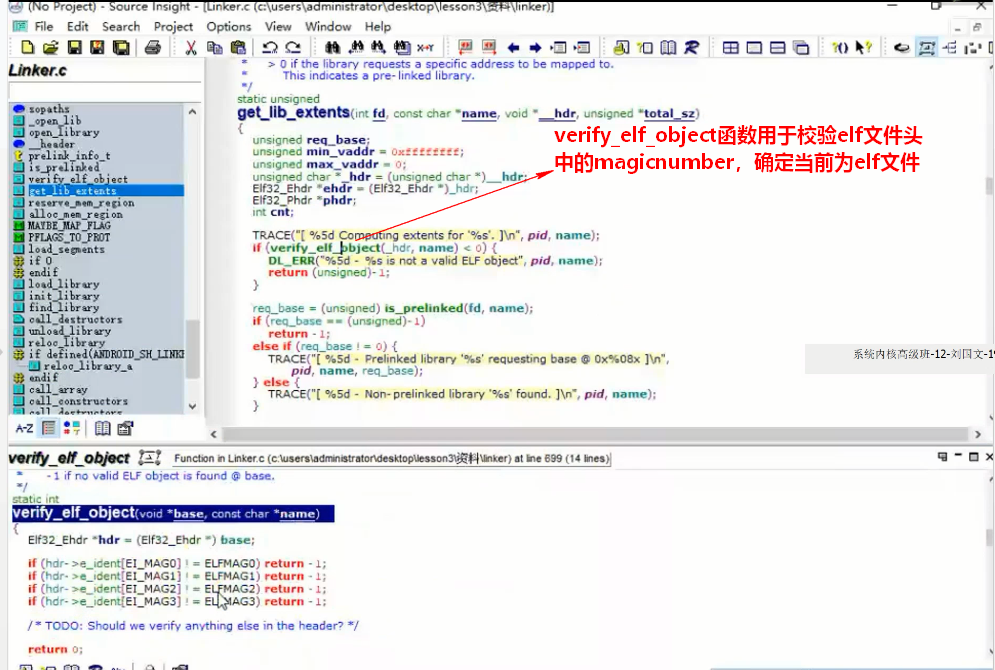 (No Project) - Source Insight - [Linker.c (c:\users\administrator\desktop\lesson3\资料\linker)]
File Edit Search Project Options View Window Help
Linker.c
sopaths
_open_lib
open_library
__header
prelink_info_t
is_prelinked
verify_elf_object
get_lib_extents
reserve_mem_region
alloc_mem_region
MAYBE_MAP_FLAG
PFLAGS_TO_PROT
load_segments
if 0
endif
load_library
init_library
find_library
call_destructors
unload_library
reloc_library
if defined(ANDROID_SH_LINKE
reloc_library_a
endif
call_array
call_constructors
call_destructors
A-Z
* > 0 if the library requests a specific address to be mapped to.
* This indicates a pre-linked library.
*/
static unsigned
get_lib_extents(int fd, const char *name, void *__hdr, unsigned *total_sz)
{
unsigned req_base;
unsigned min_vaddr = 0xffffffff;
unsigned max_vaddr = 0;
unsigned char *_hdr = (unsigned char *)__hdr;
Elf32_Ehdr *ehdr = (Elf32_Ehdr *)_hdr;
Elf32_Phdr *phdr;
int cnt;
TRACE("[ %5d Computing extents for '%s'. ]\n", pid, name);
if (verify_elf_object(_hdr, name) < 0) {
DL_ERR("%5d - %s is not a valid ELF object", pid, name);
return (unsigned)-1;
}
req_base = (unsigned) is_prelinked(fd, name);
if (req_base == (unsigned)-1)
return -1;
else if (req_base != 0) {
TRACE("[ %5d - Prelinked library '%s' requesting base @ 0x%08x ]\n",
pid, name, req_base);
} else {
TRACE("[ %5d - Non-prelinked library '%s' found. ]\n", pid, name);
}
verify_elf_object函数用于校验elf文件头
中的magicnumber，确定当前为elf文件
系统内核高级班-12-刘国文-19
verify_elf_object
Function in Linker.c (c:\users\administrator\desktop\lesson3\资料\linker) at line 699 (14 lines)
* -1 if no valid ELF object is found @ base.
*/
static int
verify_elf_object(void *base, const char *name)
{
Elf32_Ehdr *hdr = (Elf32_Ehdr *) base;
if (hdr->e_ident[EI_MAG0] != ELFMAG0) return -1;
if (hdr->e_ident[EI_MAG1] != ELFMAG1) return -1;
if (hdr->e_ident[EI_MAG2] != ELFMAG2) return -1;
if (hdr->e_ident[EI_MAG3] != ELFMAG3) return -1;
/* TODO: Should we verify anything else in the header? */
return 0;